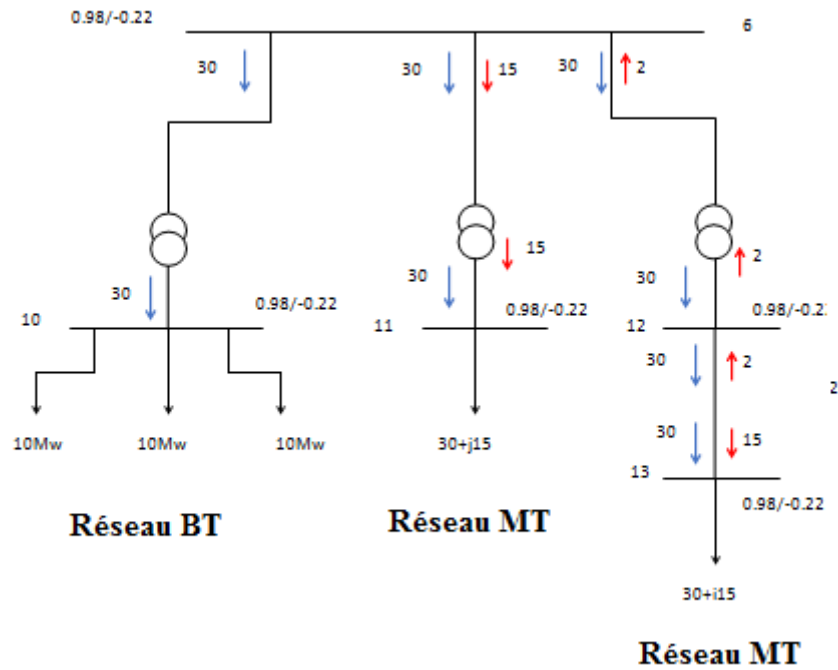 0.98/-0.22 6
30 30 15 30 2
15 2
30 30 30
10 0.98/-0.22 11 0.98/-0.22 12 0.98/-0.2
30 2 2
10Mw 10Mw 10Mw 30+j15 30 15
13
Réseau BT Réseau MT 0.98/-0.22
30+i15
Réseau MT